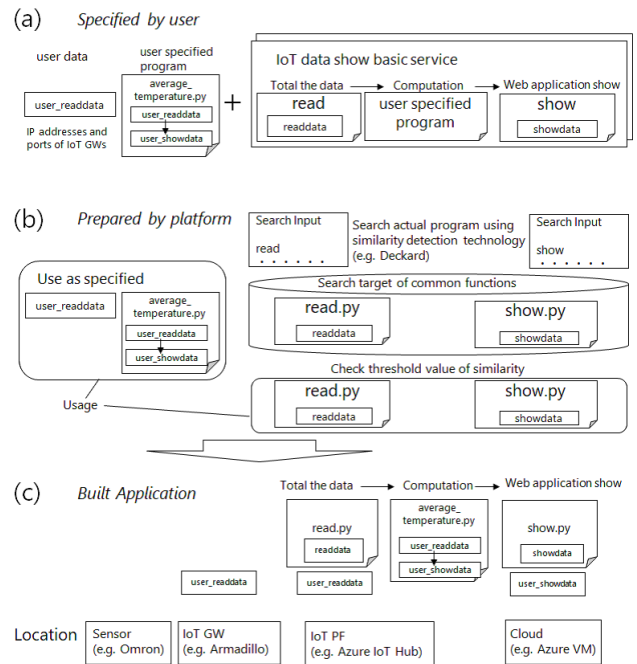 (a) Specified by user
user data
user specified
program
user_readdata
IP addresses and
ports of IoT GWs
average_
temperature.py
user_readdata
user_showdata
+
IoT data show basic service
Total the data
Computation
Web application show
read
readdata
user specified
program
show
showdata
(b) Prepared by platform
Search Input
read
. . . . . .
Search actual program using
similarity detection technology
(e.g. Deckard)
Search Input
show
. . . . . .
Use as specified
user_readdata
average_
temperature.py
user_readdata
user_showdata
Search target of common functions
read.py
readdata
show.py
showdata
Check threshold value of similarity
read.py
readdata
show.py
showdata
Usage
(c) Built Application
Total the data
Computation
Web application show
read.py
readdata
average_
temperature.py
user_readdata
user_showdata
show.py
showdata
user_readdata
user_readdata
user_showdata
Location
Sensor
(e.g. Omron)
IoT GW
(e.g. Armadillo)
IoT PF
(e.g. Azure IoT Hub)
Cloud
(e.g. Azure VM)